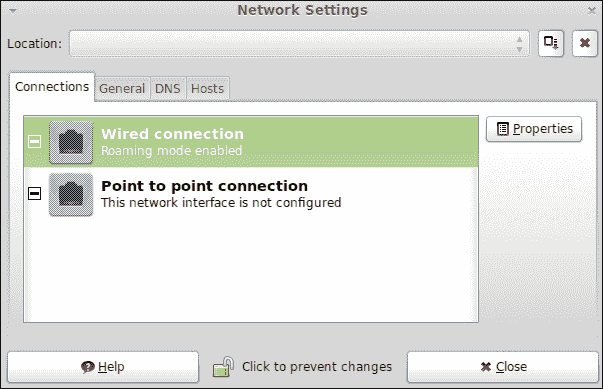 Network Settings
Location:
Connections
General
DNS
Hosts
Wired connection
Roaming mode enabled
Properties
Point to point connection
This network interface is not configured
Help
Click to prevent changes
Close